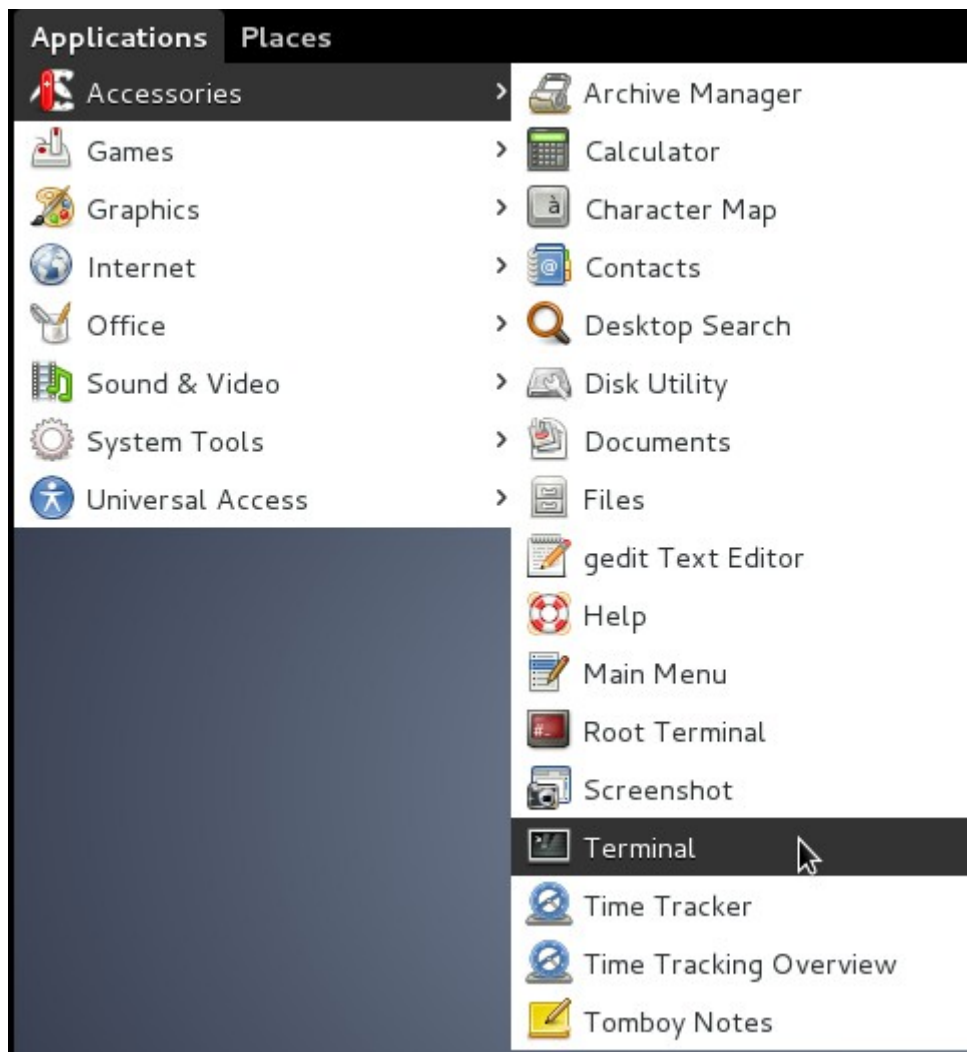 Applications Places
Accessories
Games
Graphics
Internet
Office
Sound & Video
System Tools
Universal Access
Archive Manager
Calculator
Character Map
Contacts
Desktop Search
Disk Utility
Documents
Files
gedit Text Editor
Help
Main Menu
Root Terminal
Screenshot
Terminal
Time Tracker
Time Tracking Overview
Tomboy Notes